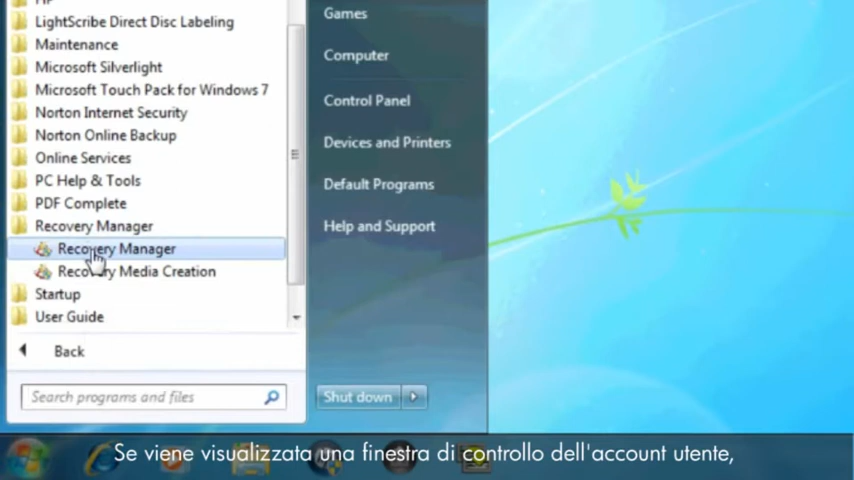 LightScribe Direct Disc Labeling
Maintenance
Microsoft Silverlight
Microsoft Touch Pack for Windows 7
Norton Internet Security
Norton Online Backup
Online Services
PC Help & Tools
PDF Complete
Recovery Manager
Recovery Manager
Recovery Media Creation
Startup
User Guide
Back
Search programs and files
Games
Computer
Control Panel
Devices and Printers
Default Programs
Help and Support
Shut down
Se viene visualizzata una finestra di controllo dell'account utente,